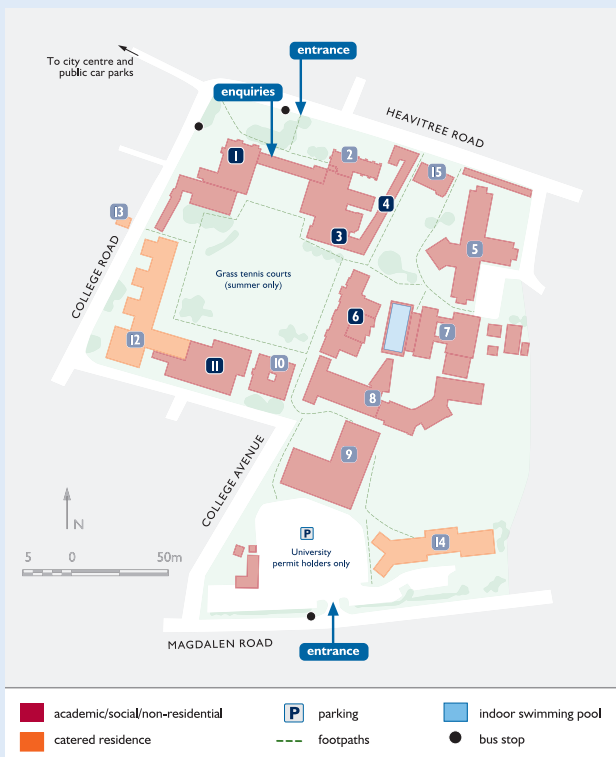 To city centre and
public car parks
entrance
enquiries
HEAVITREE ROAD
1
2
15
13
3
4
5
COLLEGE ROAD
Grass tennis courts
(summer only)
6
7
12
11
10
8
COLLEGE AVENUE
9
N
5 0 50m
P
University
permit holders only
14
MAGDALEN ROAD
entrance
academic/social/non-residential
P parking
indoor swimming pool
catered residence
footpaths
bus stop